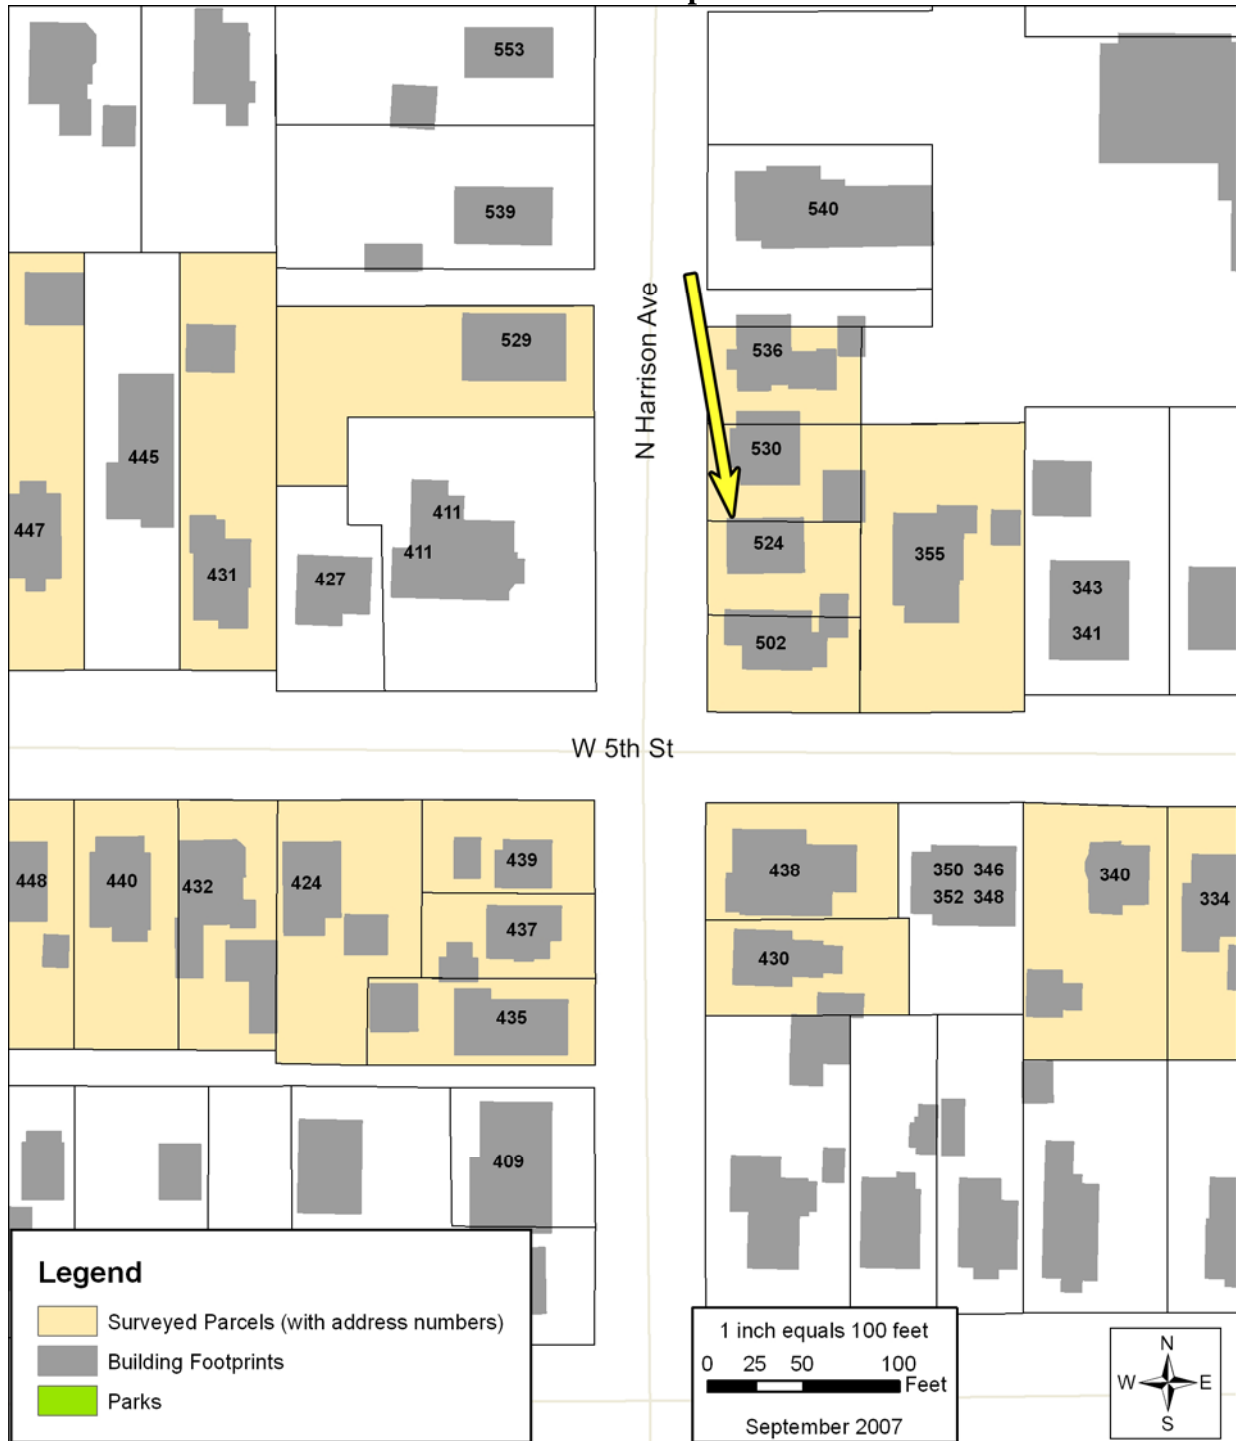 553
539
540
N Harrison Ave
529
536
530
445
447
411
411
431
427
524
355
343
341
502
W 5th St
448
440
432
424
439
437
435
438
350 346
352 348
340
334
430
409
Legend
Surveyed Parcels (with address numbers)
Building Footprints
Parks
1 inch equals 100 feet
0 25 50 100
Feet
September 2007
N
W E
S